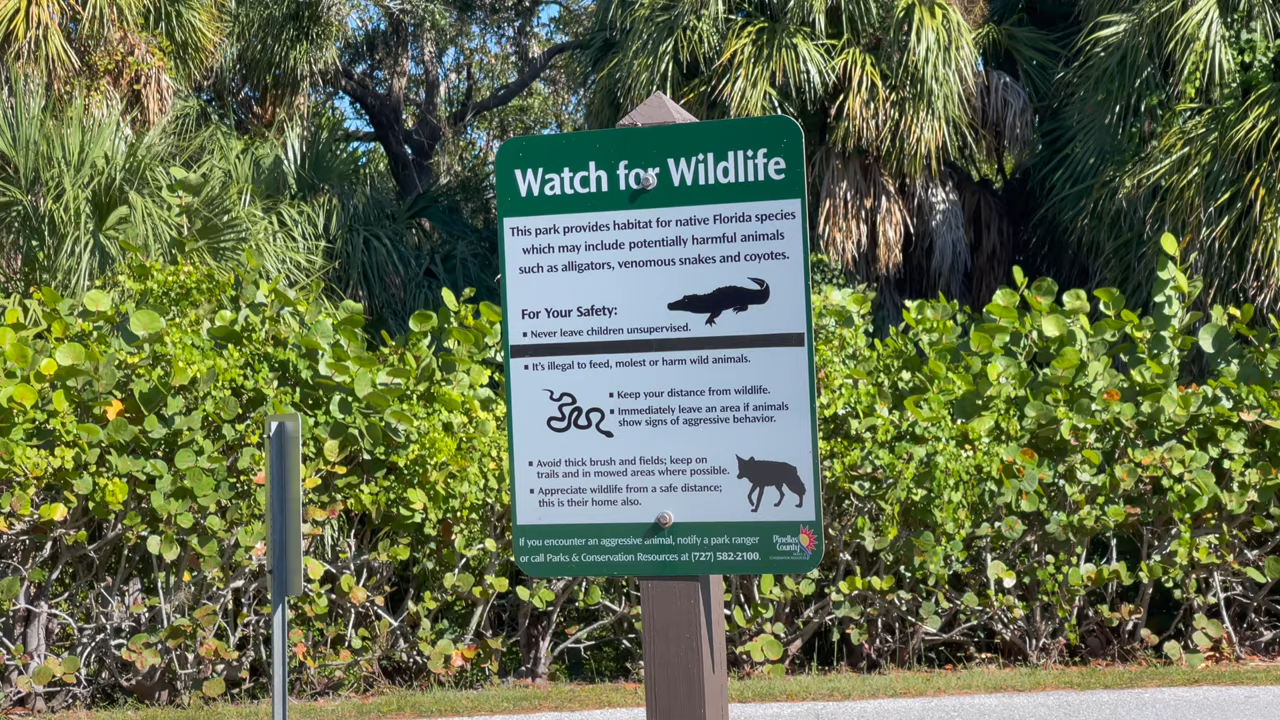 Watch for Wildlife
This park provides habitat for native Florida species
which may include potentially harmful animals
such as alligators, venomous snakes and coyotes.
For Your Safety:
▪ Never leave children unsupervised.
▪ It's illegal to feed, molest or harm wild animals.
▪ Keep your distance from wildlife.
▪ Immediately leave an area if animals
show signs of aggressive behavior.
▪ Avoid thick brush and fields; keep on
trails and in mowed areas where possible.
▪ Appreciate wildlife from a safe distance;
this is their home also.
If you encounter an aggressive animal, notify a park ranger
or call Parks & Conservation Resources at (727) 582-2100.
Pinellas
County